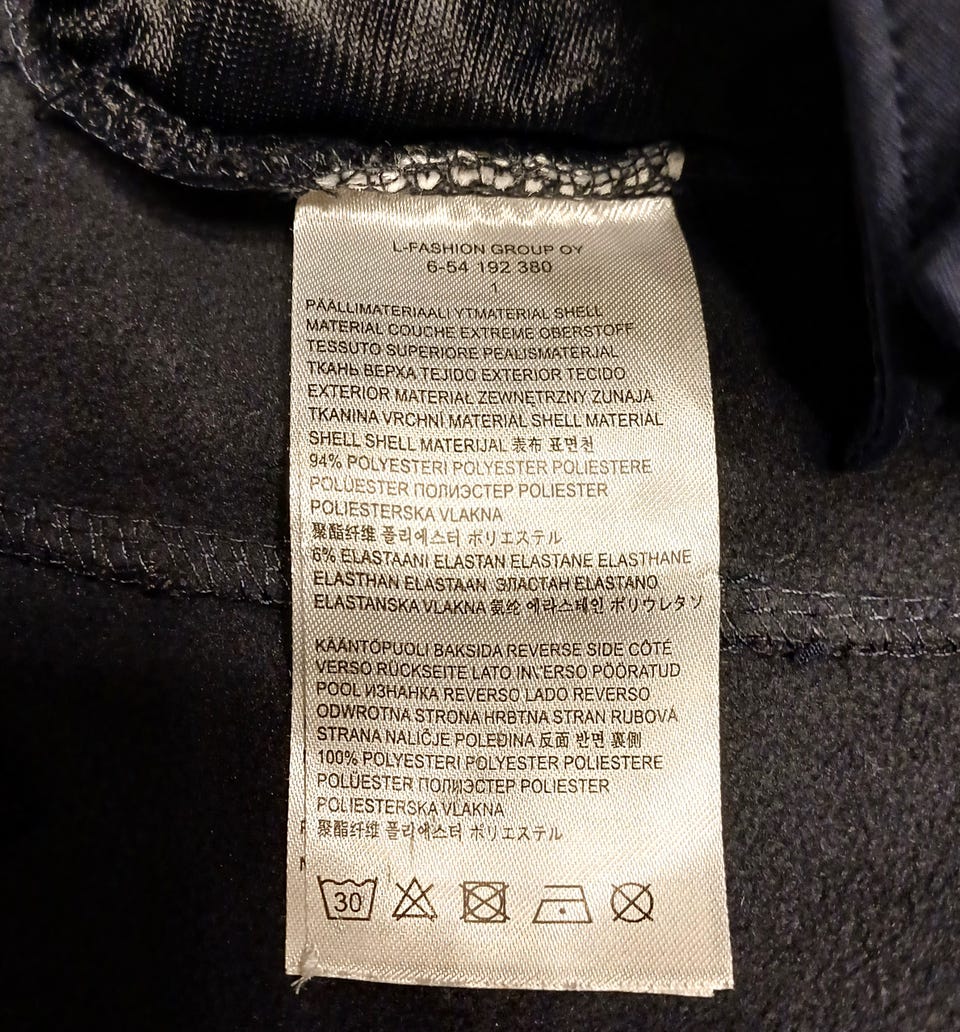 L-FASHION GROUP OY
6-54 192 380
1
PÄÄLLIMATERIAALI YTMATERIAL SHELL
MATERIAL COUCHE EXTREME OBERSTOFF
TESSUTO SUPERIORE PEALISMATERJAL
ТКАНЬ ВЕРХА TEJIDO EXTERIOR TECIDO
EXTERIOR MATERIAŁ ZEWNĘTRZNY ZUNAJA
TKANINA VRCHNÍ MATERIÁL SHELL MATERIÁL
SHELL SHELL MATERIJAL 表布 표면천
94% POLYESTERI POLYESTER POLIESTERE
POLÜESTER ПОЛИЭСТЕР POLIESTER
POLIESTERSKA VLAKNA
聚酯纤维 폴리에스터 ポリエステル
6% ELASTAANI ELASTAN ELASTANE ELASTHANE
ELASTHAN ELASTAAN ЭЛАСТАН ELASTANO
ELASTANSKA VLAKNA 氨纶 에라스테인 ポリウレタン
KÄÄNTÖPUOLI BAKSIDA REVERSE SIDE CÔTÉ
VERSO RÜCKSEITE LATO INVERSO PÖÖRATUD
POOL ИЗНАНКА REVERSO LADO REVERSO
ODWROTNA STRONA HRBTNA STRAN RUBOVÁ
STRANA NALIČJE POLEĐINA 反面 반면 裏側
100% POLYESTERI POLYESTER POLIESTERE
POLÜESTER ПОЛИЭСТЕР POLIESTER
POLIESTERSKA VLAKNA
聚酯纤维 폴리에스터 ポリエステル
30